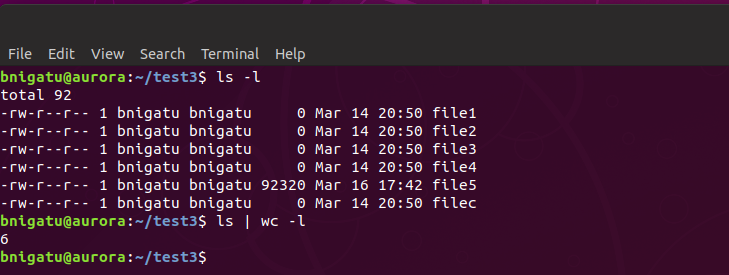 File Edit View Search Terminal Help
bnigatu@aurora:~/test3$ ls -l
total 92
-rw-r--r-- 1 bnigatu bnigatu     0 Mar 14 20:50 file1
-rw-r--r-- 1 bnigatu bnigatu     0 Mar 14 20:50 file2
-rw-r--r-- 1 bnigatu bnigatu     0 Mar 14 20:50 file3
-rw-r--r-- 1 bnigatu bnigatu     0 Mar 14 20:50 file4
-rw-r--r-- 1 bnigatu bnigatu 92320 Mar 16 17:42 file5
-rw-r--r-- 1 bnigatu bnigatu     0 Mar 14 20:50 filec
bnigatu@aurora:~/test3$ ls | wc -l
6
bnigatu@aurora:~/test3$